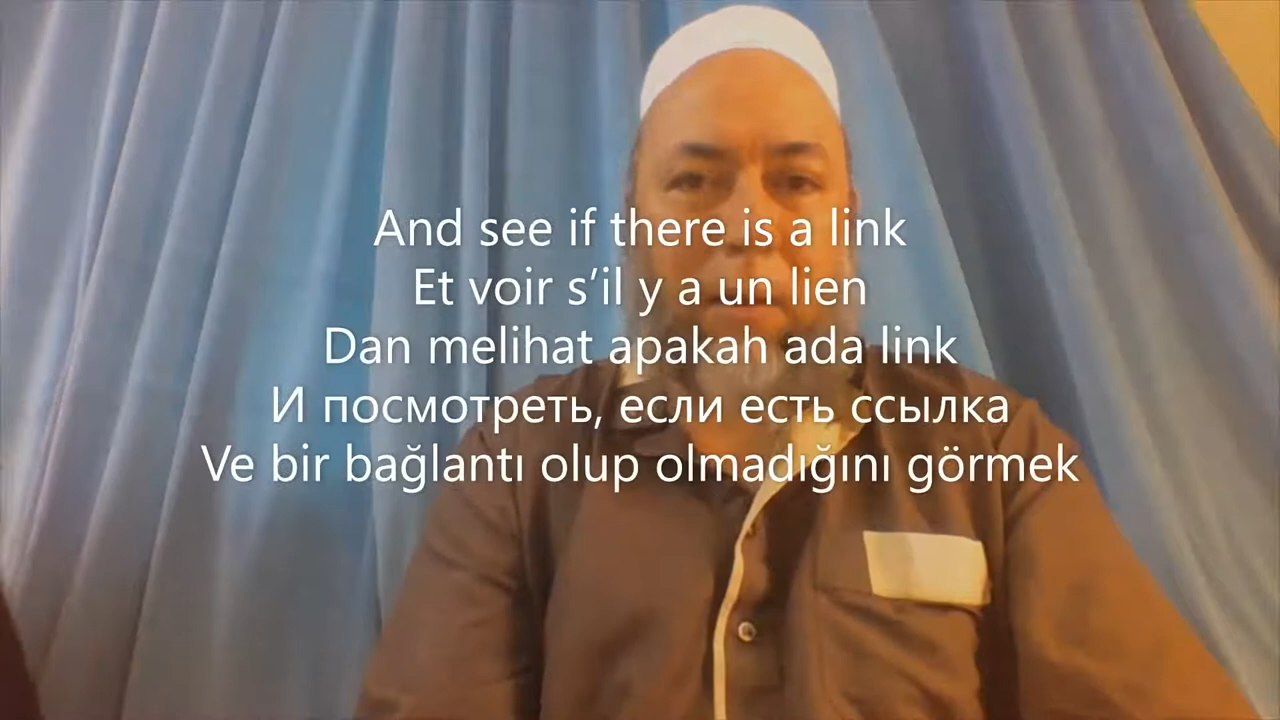 And see if there is a link
Et voir s’il y a un lien
Dan melihat apakah ada link
И посмотреть, если есть ссылка
Ve bir bağlantı olup olmadığını görmek